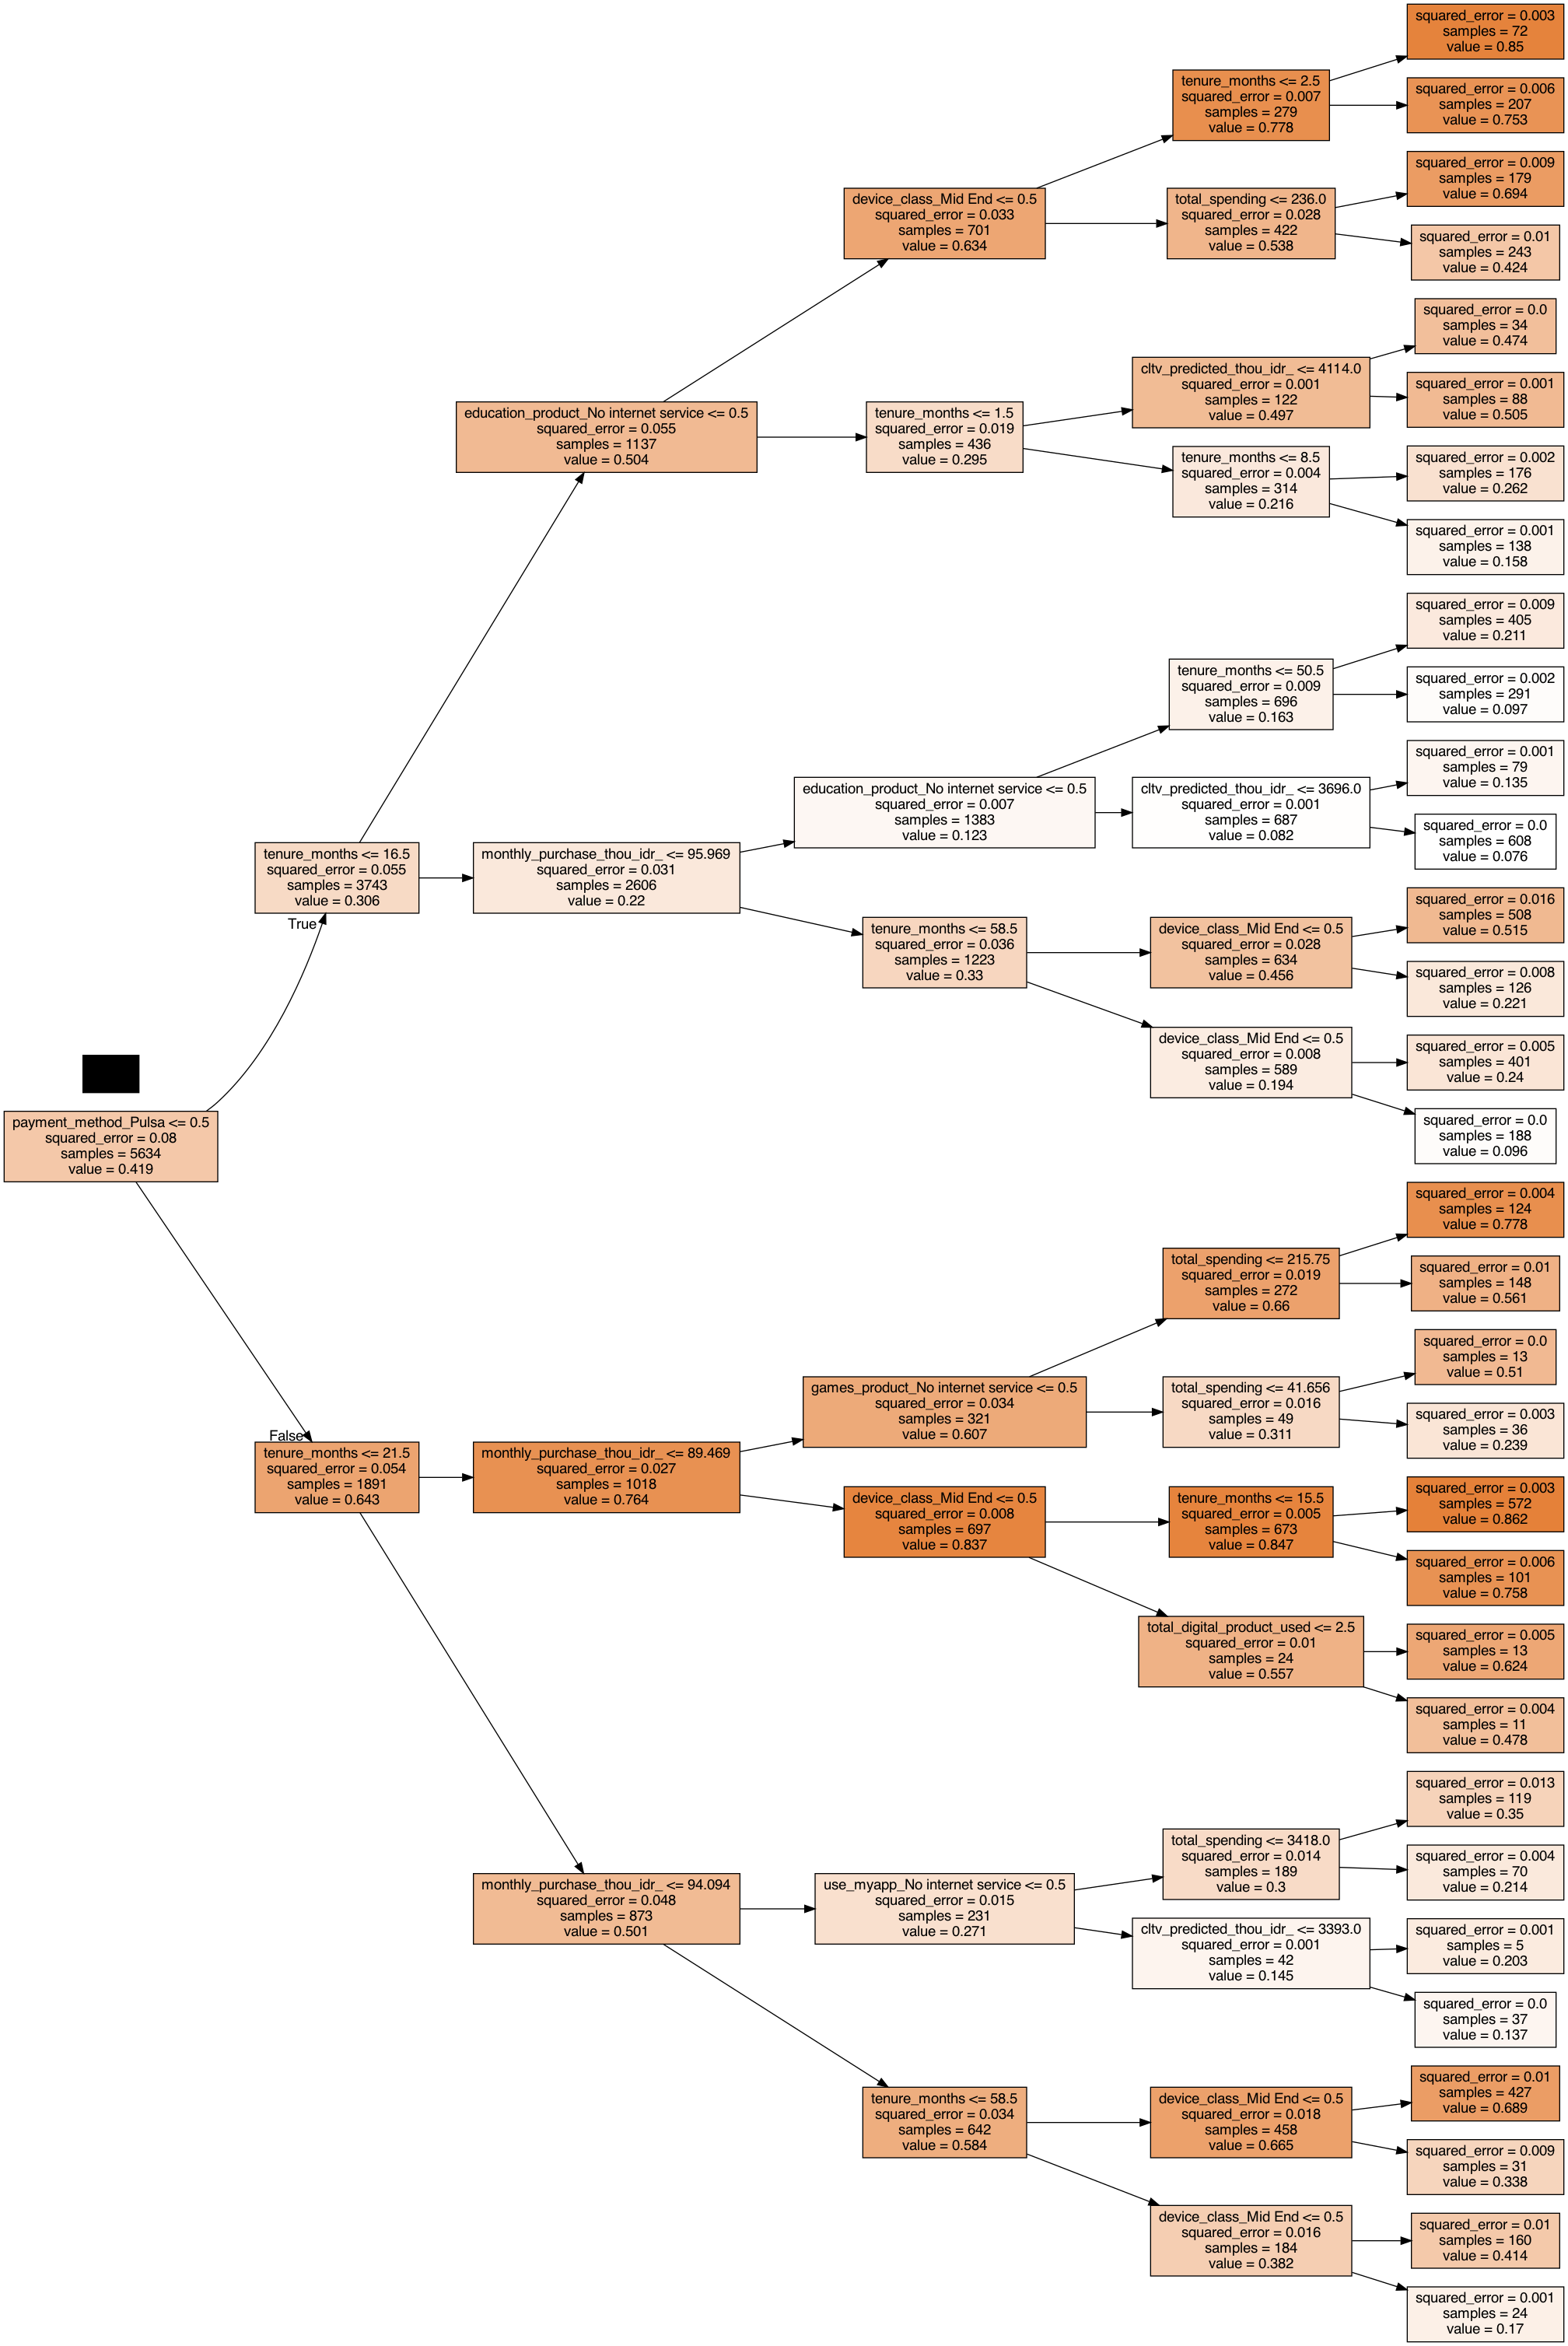 payment_method_Pulsa <= 0.5
squared_error = 0.08
samples = 5634
value = 0.419
True
tenure_months <= 16.5
squared_error = 0.055
samples = 3743
value = 0.306
False
tenure_months <= 21.5
squared_error = 0.054
samples = 1891
value = 0.643
education_product_No internet service <= 0.5
squared_error = 0.055
samples = 1137
value = 0.504
monthly_purchase_thou_idr_ <= 95.969
squared_error = 0.031
samples = 2606
value = 0.22
monthly_purchase_thou_idr_ <= 89.469
squared_error = 0.027
samples = 1018
value = 0.764
monthly_purchase_thou_idr_ <= 94.094
squared_error = 0.048
samples = 873
value = 0.501
device_class_Mid End <= 0.5
squared_error = 0.033
samples = 701
value = 0.634
tenure_months <= 1.5
squared_error = 0.019
samples = 436
value = 0.295
education_product_No internet service <= 0.5
squared_error = 0.007
samples = 1383
value = 0.123
tenure_months <= 58.5
squared_error = 0.036
samples = 1223
value = 0.33
games_product_No internet service <= 0.5
squared_error = 0.034
samples = 321
value = 0.607
device_class_Mid End <= 0.5
squared_error = 0.008
samples = 697
value = 0.837
use_myapp_No internet service <= 0.5
squared_error = 0.015
samples = 231
value = 0.271
tenure_months <= 58.5
squared_error = 0.034
samples = 642
value = 0.584
tenure_months <= 2.5
squared_error = 0.007
samples = 279
value = 0.778
total_spending <= 236.0
squared_error = 0.028
samples = 422
value = 0.538
cltv_predicted_thou_idr_ <= 4114.0
squared_error = 0.001
samples = 122
value = 0.497
tenure_months <= 8.5
squared_error = 0.004
samples = 314
value = 0.216
tenure_months <= 50.5
squared_error = 0.009
samples = 696
value = 0.163
cltv_predicted_thou_idr_ <= 3696.0
squared_error = 0.001
samples = 687
value = 0.082
device_class_Mid End <= 0.5
squared_error = 0.028
samples = 634
value = 0.456
device_class_Mid End <= 0.5
squared_error = 0.008
samples = 589
value = 0.194
total_spending <= 215.75
squared_error = 0.019
samples = 272
value = 0.66
total_spending <= 41.656
squared_error = 0.016
samples = 49
value = 0.311
tenure_months <= 15.5
squared_error = 0.005
samples = 673
value = 0.847
total_digital_product_used <= 2.5
squared_error = 0.01
samples = 24
value = 0.557
total_spending <= 3418.0
squared_error = 0.014
samples = 189
value = 0.3
cltv_predicted_thou_idr_ <= 3393.0
squared_error = 0.001
samples = 42
value = 0.145
device_class_Mid End <= 0.5
squared_error = 0.018
samples = 458
value = 0.665
device_class_Mid End <= 0.5
squared_error = 0.016
samples = 184
value = 0.382
squared_error = 0.003
samples = 72
value = 0.85
squared_error = 0.006
samples = 207
value = 0.753
squared_error = 0.009
samples = 179
value = 0.694
squared_error = 0.01
samples = 243
value = 0.424
squared_error = 0.0
samples = 34
value = 0.474
squared_error = 0.001
samples = 88
value = 0.505
squared_error = 0.002
samples = 176
value = 0.262
squared_error = 0.001
samples = 138
value = 0.158
squared_error = 0.009
samples = 405
value = 0.211
squared_error = 0.002
samples = 291
value = 0.097
squared_error = 0.001
samples = 79
value = 0.135
squared_error = 0.0
samples = 608
value = 0.076
squared_error = 0.016
samples = 508
value = 0.515
squared_error = 0.008
samples = 126
value = 0.221
squared_error = 0.005
samples = 401
value = 0.24
squared_error = 0.0
samples = 188
value = 0.096
squared_error = 0.004
samples = 124
value = 0.778
squared_error = 0.01
samples = 148
value = 0.561
squared_error = 0.0
samples = 13
value = 0.51
squared_error = 0.003
samples = 36
value = 0.239
squared_error = 0.003
samples = 572
value = 0.862
squared_error = 0.006
samples = 101
value = 0.758
squared_error = 0.005
samples = 13
value = 0.624
squared_error = 0.004
samples = 11
value = 0.478
squared_error = 0.013
samples = 119
value = 0.35
squared_error = 0.004
samples = 70
value = 0.214
squared_error = 0.001
samples = 5
value = 0.203
squared_error = 0.0
samples = 37
value = 0.137
squared_error = 0.01
samples = 427
value = 0.689
squared_error = 0.009
samples = 31
value = 0.338
squared_error = 0.01
samples = 160
value = 0.414
squared_error = 0.001
samples = 24
value = 0.17